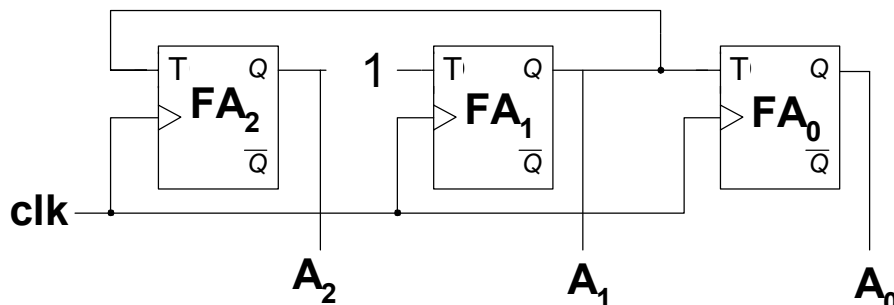 T Q 1 T Q T Q
FA₂ FA₁ FA₀
Q̅ Q̅ Q̅
clk
A₂ A₁ A₀